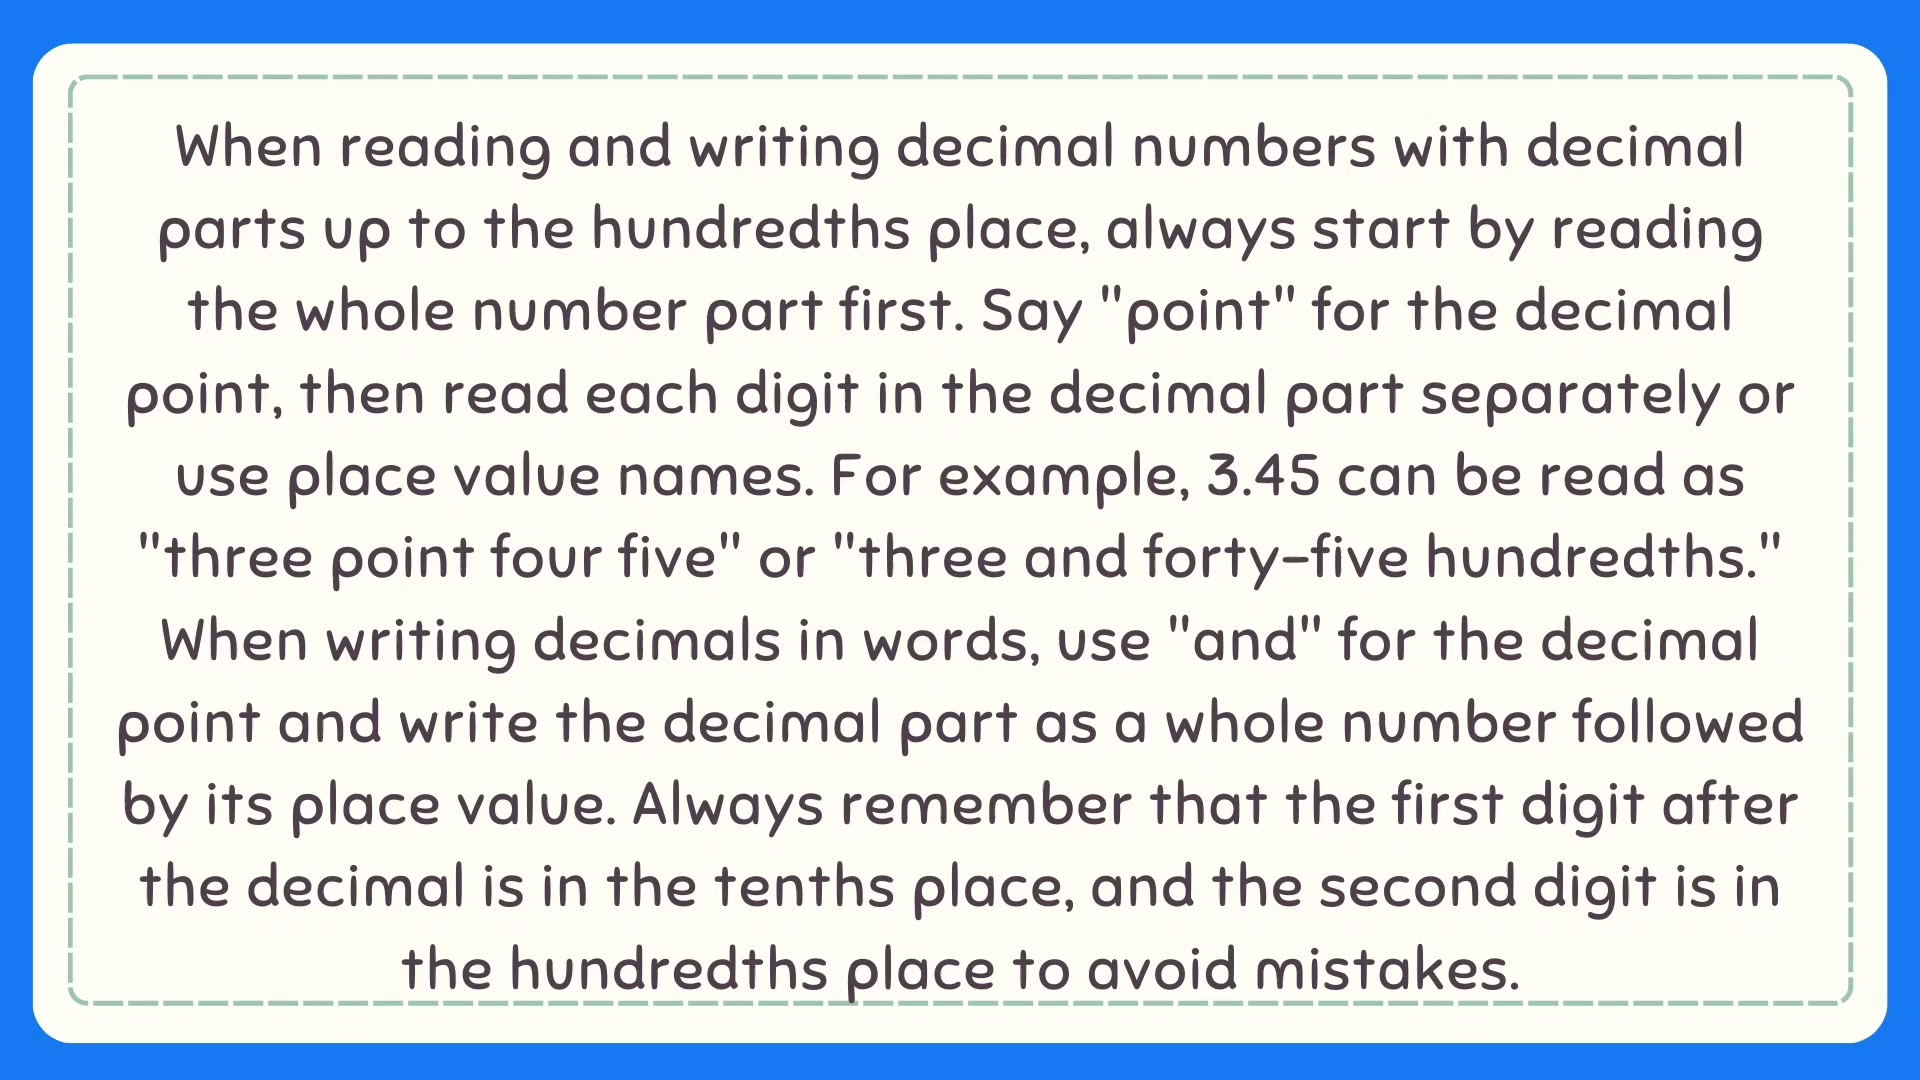 When reading and writing decimal numbers with decimal
parts up to the hundredths place, always start by reading
the whole number part first. Say "point" for the decimal
point, then read each digit in the decimal part separately or
use place value names. For example, 3.45 can be read as
"three point four five" or "three and forty-five hundredths."
When writing decimals in words, use "and" for the decimal
point and write the decimal part as a whole number followed
by its place value. Always remember that the first digit after
the decimal is in the tenths place, and the second digit is in
the hundredths place to avoid mistakes.